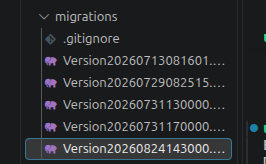 migrations
.gitignore
Version20260713081601....
Version20260729082515....
Version20260731130000....
Version20260731170000....
Version20260824143000....